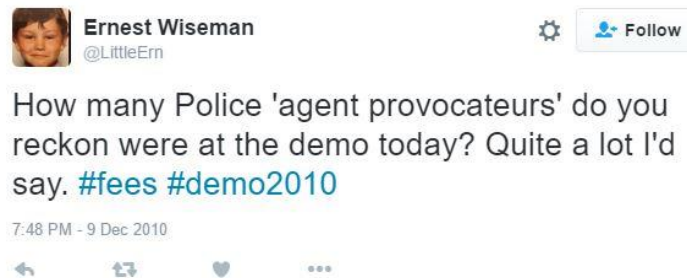 Ernest Wiseman
@LittleErn
Follow
How many Police 'agent provocateurs' do you
reckon were at the demo today? Quite a lot I'd
say. #fees #demo2010
7:48 PM - 9 Dec 2010